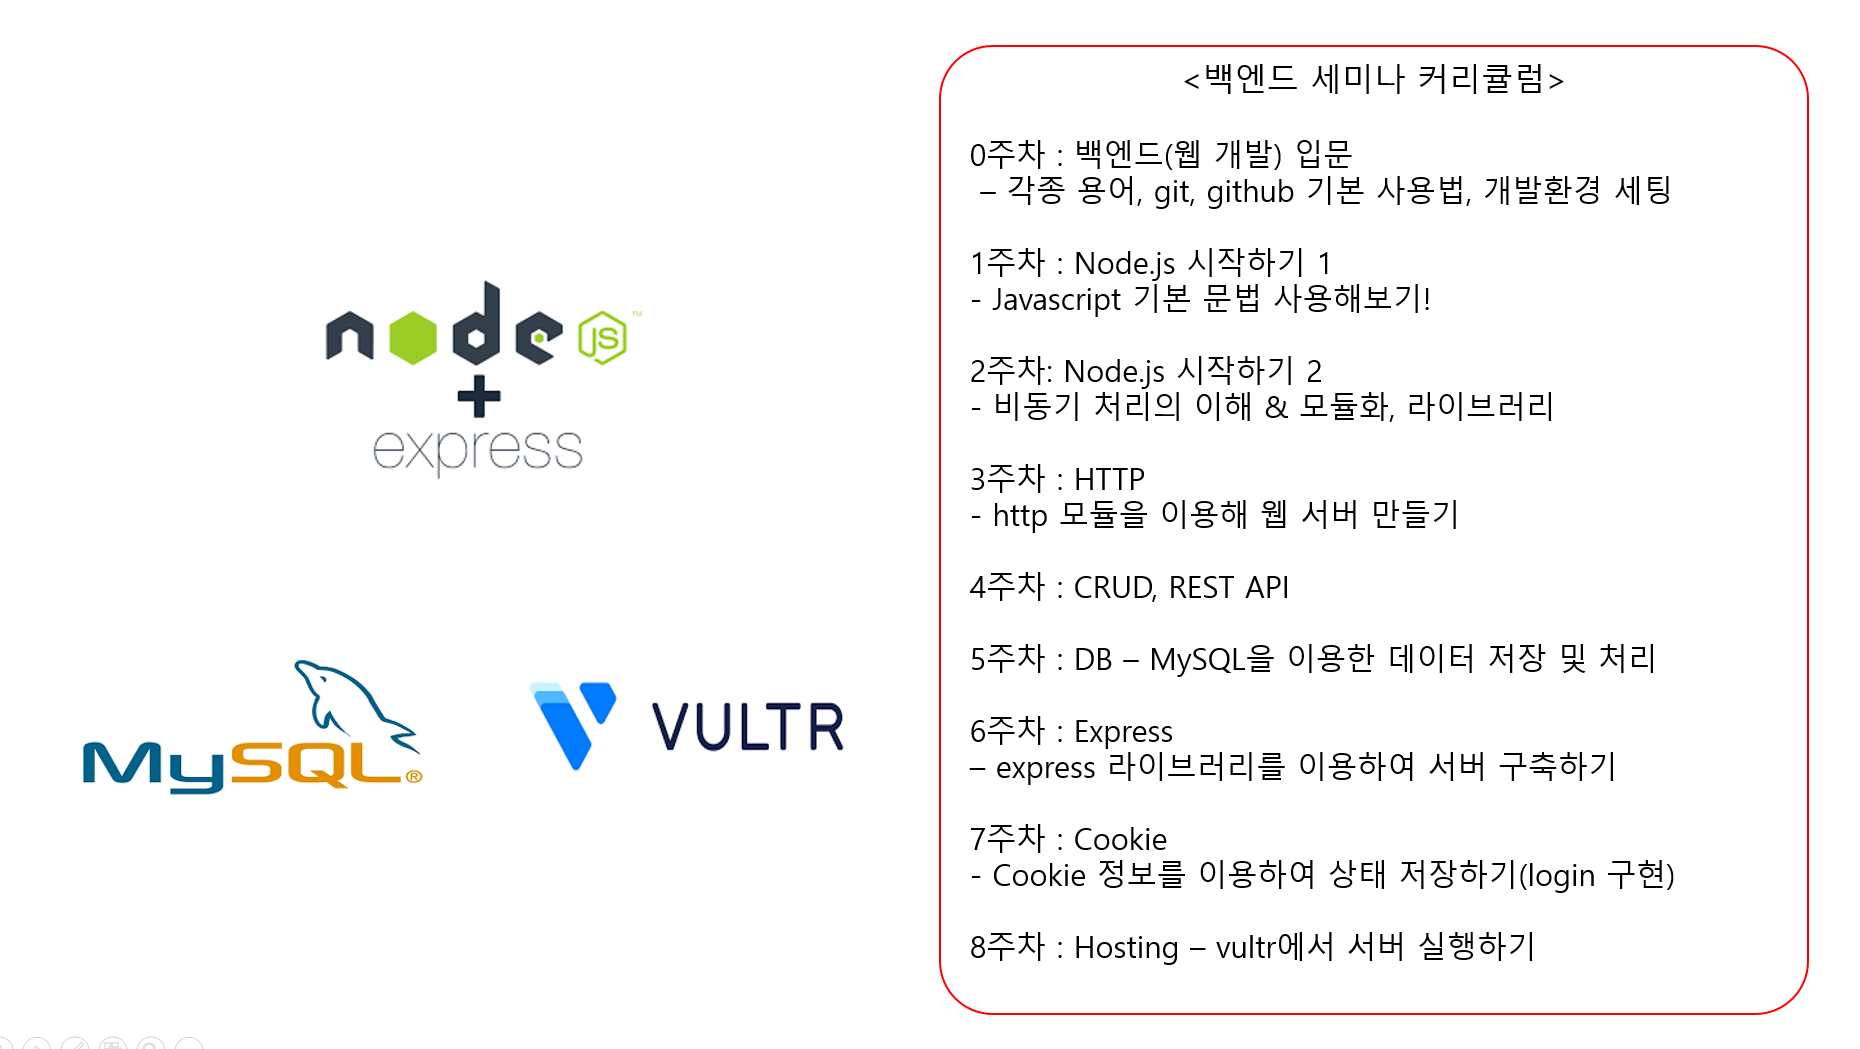 node JS ™
+
express
MySQL®
VULTR
<백엔드 세미나 커리큘럼>
0주차 : 백엔드(웹 개발) 입문
– 각종 용어, git, github 기본 사용법, 개발환경 세팅
1주차 : Node.js 시작하기 1
- Javascript 기본 문법 사용해보기!
2주차: Node.js 시작하기 2
- 비동기 처리의 이해 & 모듈화, 라이브러리
3주차 : HTTP
- http 모듈을 이용해 웹 서버 만들기
4주차 : CRUD, REST API
5주차 : DB – MySQL을 이용한 데이터 저장 및 처리
6주차 : Express
– express 라이브러리를 이용하여 서버 구축하기
7주차 : Cookie
- Cookie 정보를 이용하여 상태 저장하기(login 구현)
8주차 : Hosting – vultr에서 서버 실행하기